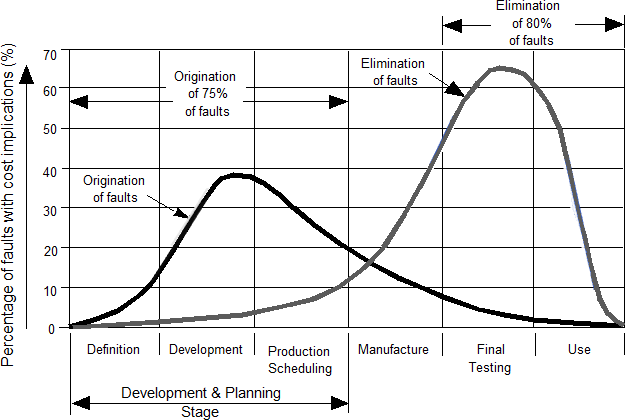 Elimination
of 80%
of faults
Percentage of faults with cost implications (%)
70
60
50
40
30
20
10
0
Origination
of 75%
of faults
Elimination
of faults
Origination
of faults
Definition
Development
Production
Scheduling
Manufacture
Final
Testing
Use
Development & Planning
Stage